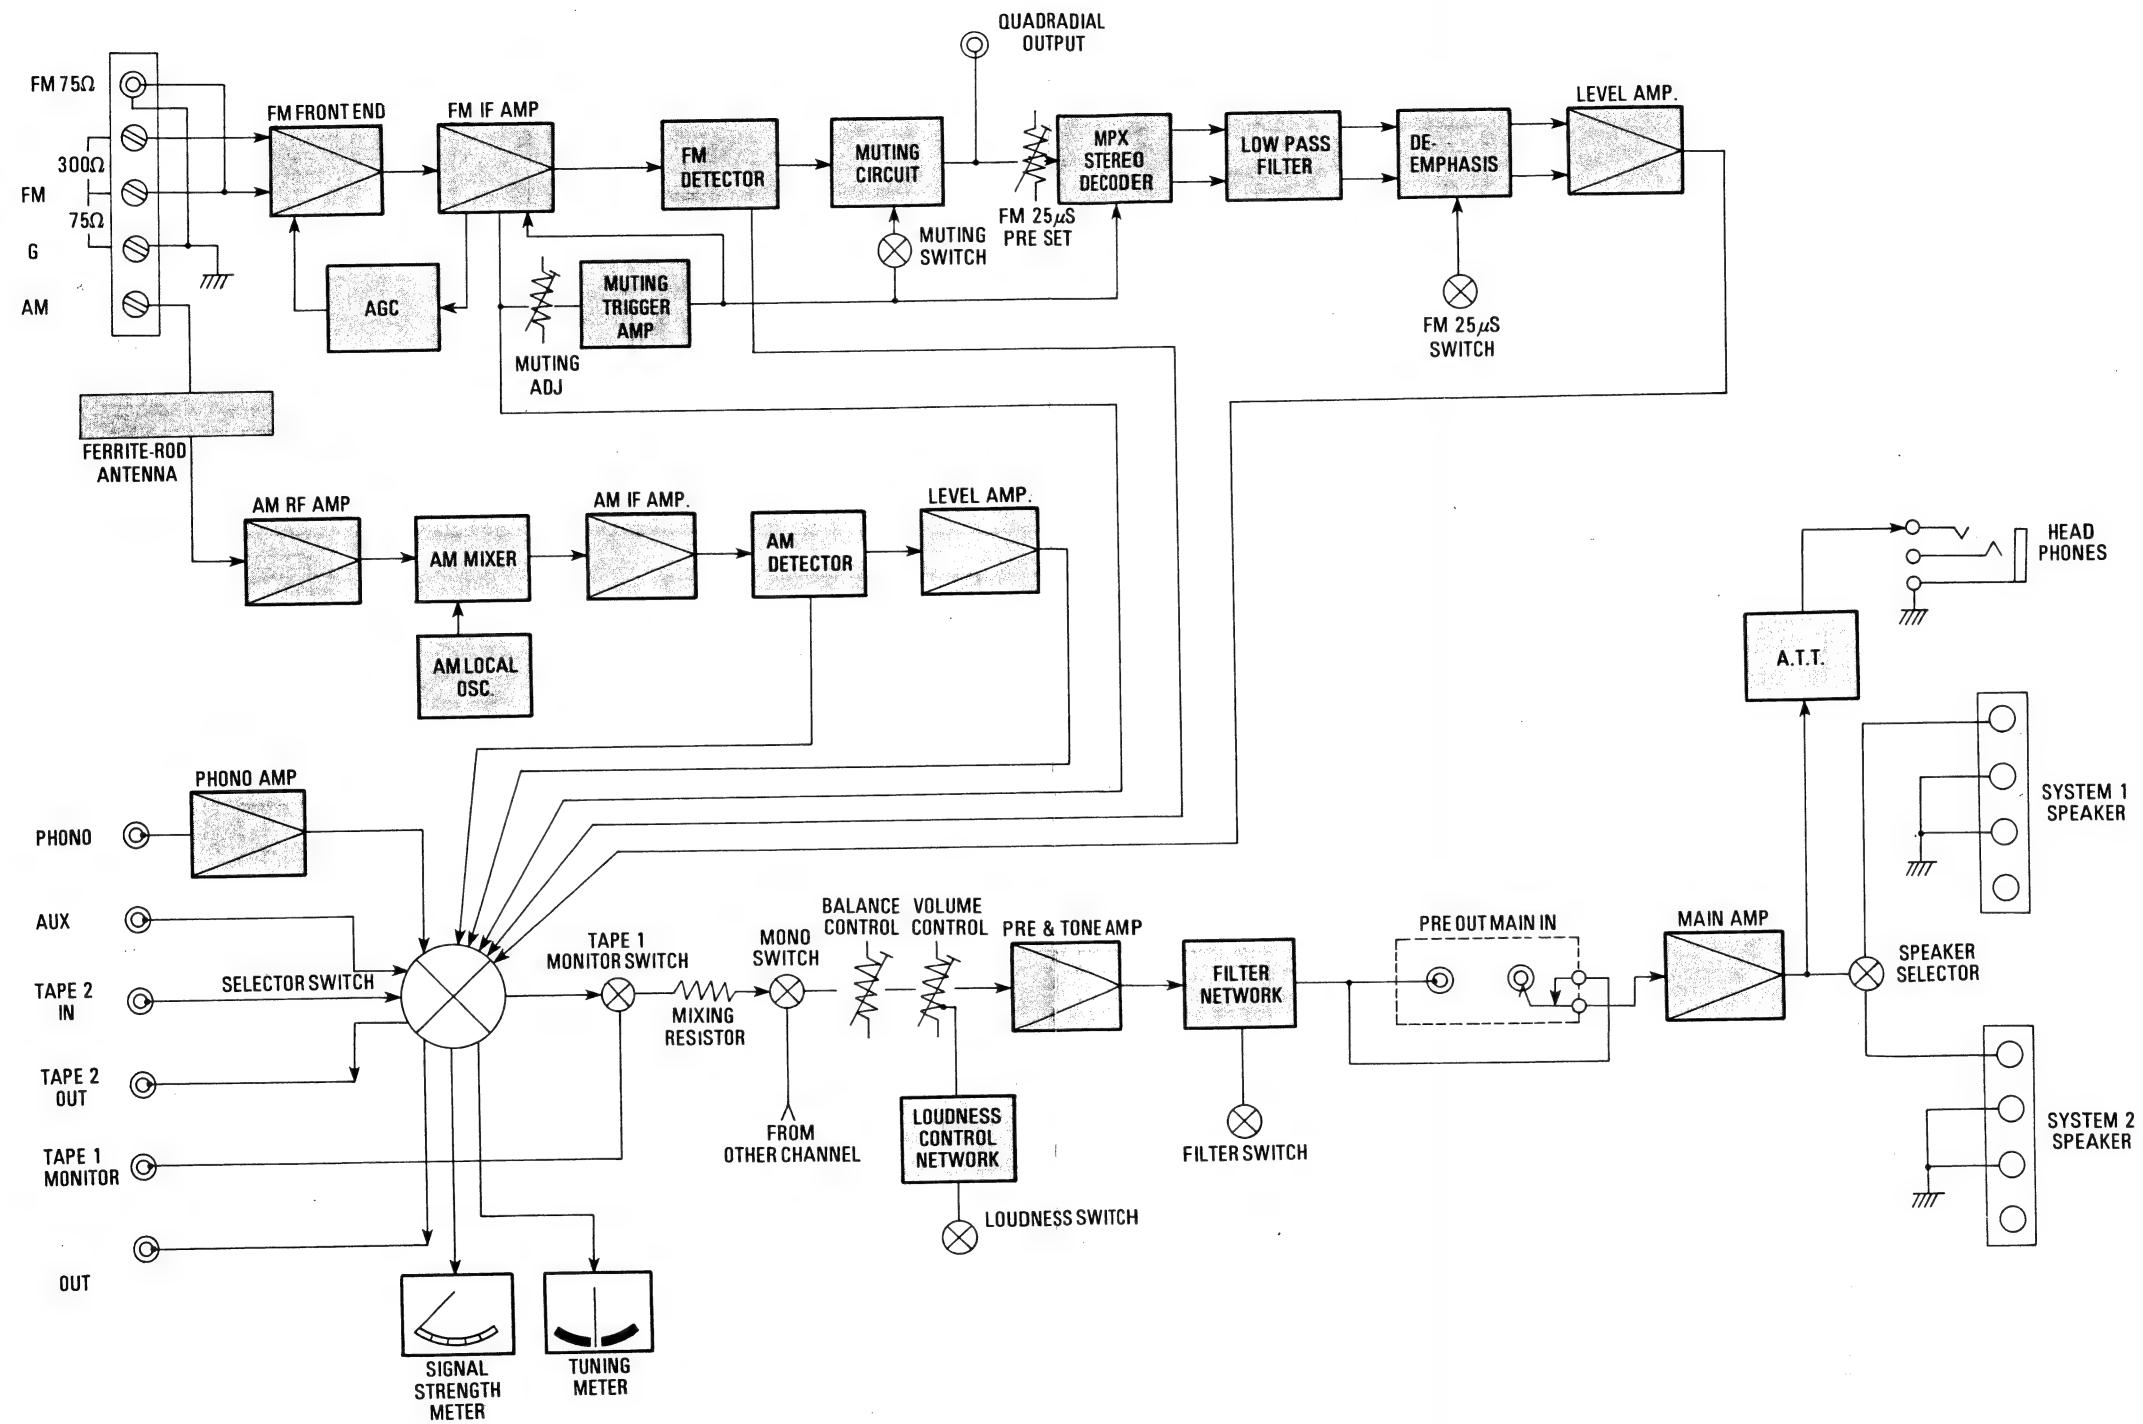 QUADRADIAL
OUTPUT
FM 75Ω
300Ω
FM
75Ω
G
AM
FM FRONT END
FM IF AMP
FM
DETECTOR
MUTING
CIRCUIT
MPX
STEREO
DECODER
LOW PASS
FILTER
DE-
EMPHASIS
LEVEL AMP.
FM 25μS
PRE SET
MUTING
SWITCH
AGC
MUTING
TRIGGER
AMP
MUTING
ADJ
FM 25μS
SWITCH
FERRITE-ROD
ANTENNA
AM RF AMP
AM MIXER
AM IF AMP.
AM
DETECTOR
LEVEL AMP.
AM LOCAL
OSC.
HEAD
PHONES
A.T.T.
SYSTEM 1
SPEAKER
PHONO AMP
PHONO
AUX
TAPE 2
IN
SELECTOR SWITCH
TAPE 2
OUT
TAPE 1
MONITOR
OUT
TAPE 1
MONITOR SWITCH
MIXING
RESISTOR
MONO
SWITCH
FROM
OTHER CHANNEL
BALANCE
CONTROL
VOLUME
CONTROL
PRE & TONE AMP
LOUDNESS
CONTROL
NETWORK
LOUDNESS SWITCH
FILTER
NETWORK
FILTER SWITCH
PRE OUT MAIN IN
MAIN AMP
SPEAKER
SELECTOR
SYSTEM 2
SPEAKER
SIGNAL
STRENGTH
METER
TUNING
METER